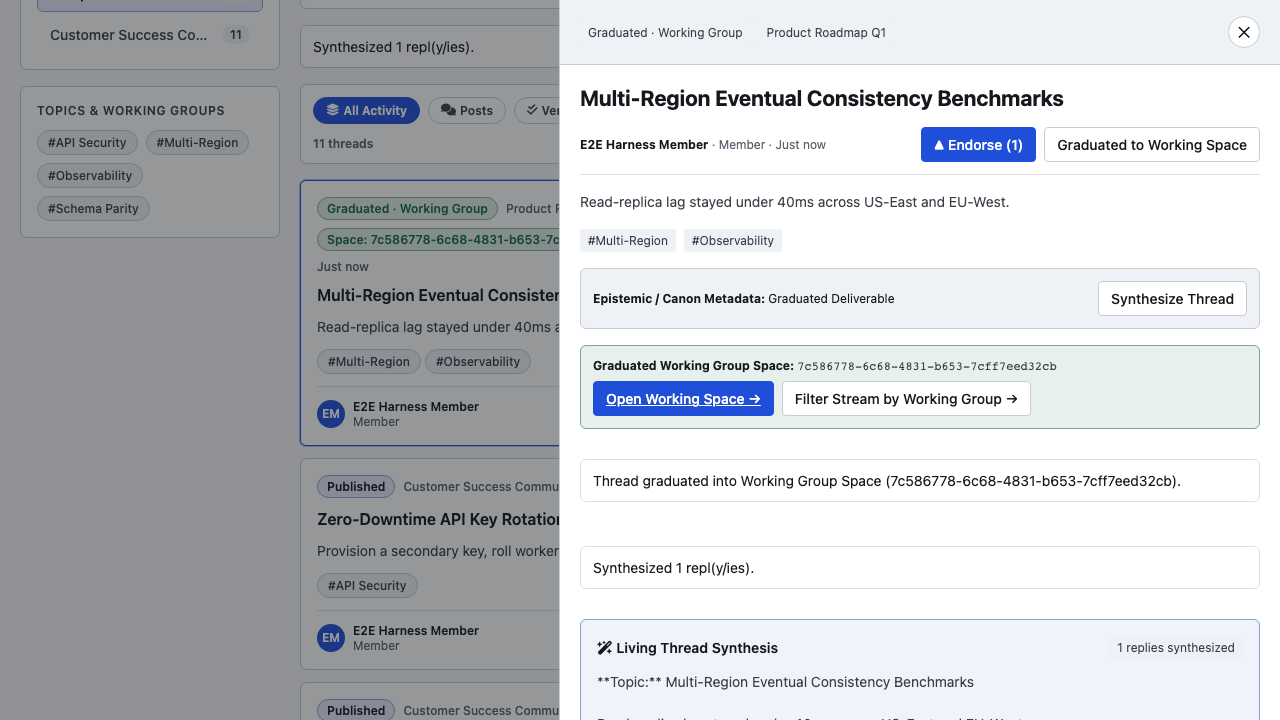 Customer Success Co... 11
TOPICS & WORKING GROUPS
#API Security #Multi-Region
#Observability
#Schema Parity
Synthesized 1 repl(y/ies).
All Activity Posts
11 threads
Graduated · Working Group
Space: 7c586778-6c68-4831-b653-7c
Just now
Multi-Region Eventual
Read-replica lag stayed under 40ms
#Multi-Region #Observability
EM E2E Harness Member
Member
Published Customer Success
Zero-Downtime API Key
Provision a secondary key, roll
#API Security
EM E2E Harness Member
Member
Published Customer Success
Graduated · Working Group Product Roadmap Q1
Multi-Region Eventual Consistency Benchmarks
E2E Harness Member · Member · Just now
Endorse (1) Graduated to Working Space
Read-replica lag stayed under 40ms across US-East and EU-West.
#Multi-Region #Observability
Epistemic / Canon Metadata: Graduated Deliverable Synthesize Thread
Graduated Working Group Space: 7c586778-6c68-4831-b653-7cff7eed32cb
Open Working Space → Filter Stream by Working Group →
Thread graduated into Working Group Space (7c586778-6c68-4831-b653-7cff7eed32cb).
Synthesized 1 repl(y/ies).
Living Thread Synthesis 1 replies synthesized
**Topic:** Multi-Region Eventual Consistency Benchmarks